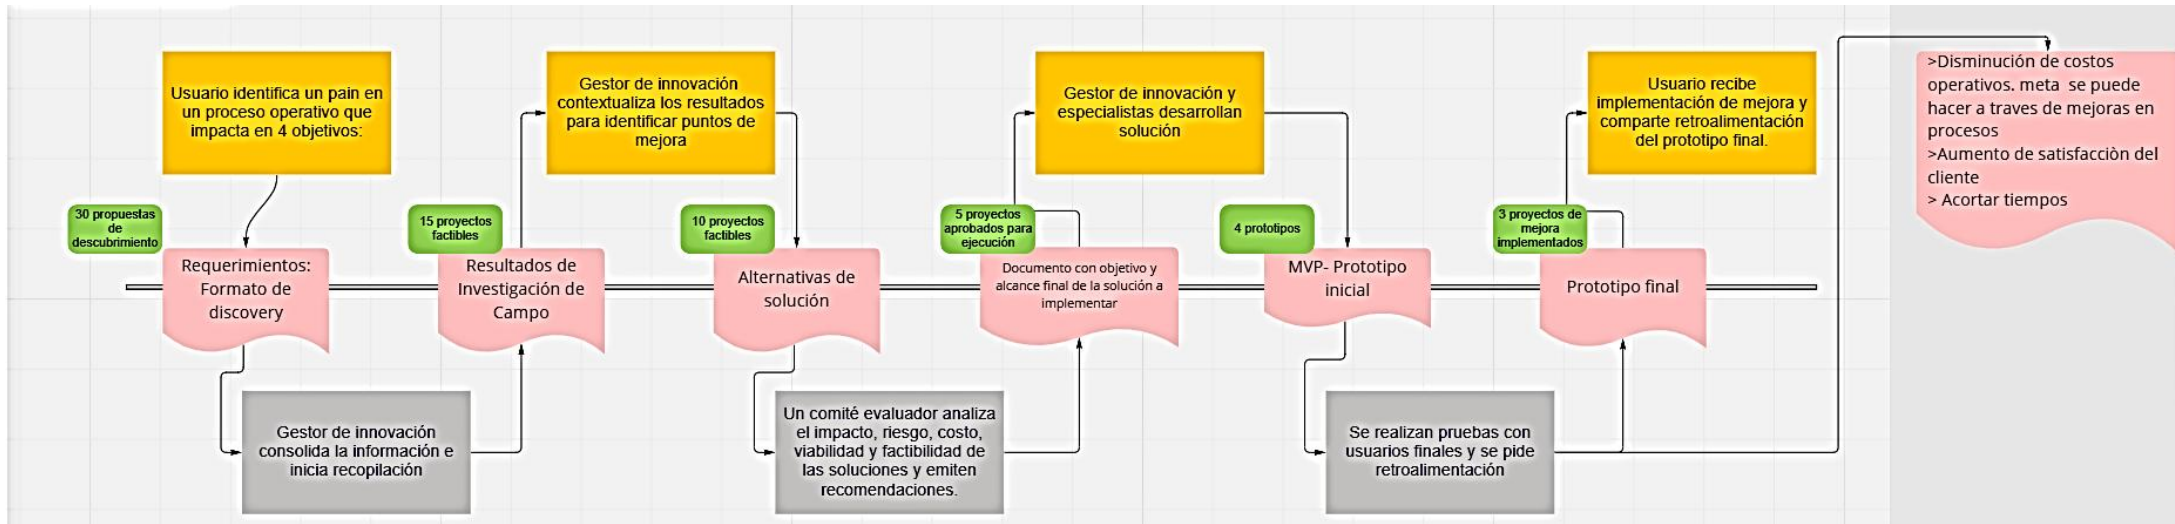 Usuario identifica un pain en
un proceso operativo que
impacta en 4 objetivos:
30 propuestas
de
descubrimiento
Requerimientos:
Formato de
discovery
Gestor de innovación
consolida la información e
inicia recopilación
15 proyectos
factibles
Resultados de
Investigación de
Campo
Gestor de innovación
contextualiza los resultados
para identificar puntos de
mejora
10 proyectos
factibles
Alternativas de
solución
Un comité evaluador analiza
el impacto, riesgo, costo,
viabilidad y factibilidad de
las soluciones y emiten
recomendaciones.
5 proyectos
aprobados para
ejecución
Documento con objetivo y
alcance final de la solución a
implementar
Gestor de innovación y
especialistas desarrollan
solución
4 prototipos
MVP- Prototipo
inicial
Se realizan pruebas con
usuarios finales y se pide
retroalimentación
3 proyectos de
mejora
implementados
Prototipo final
Usuario recibe
implementación de mejora y
comparte retroalimentación
del prototipo final.
>Disminución de costos
operativos. meta se puede
hacer a traves de mejoras en
procesos
>Aumento de satisfacciòn del
cliente
> Acortar tiempos